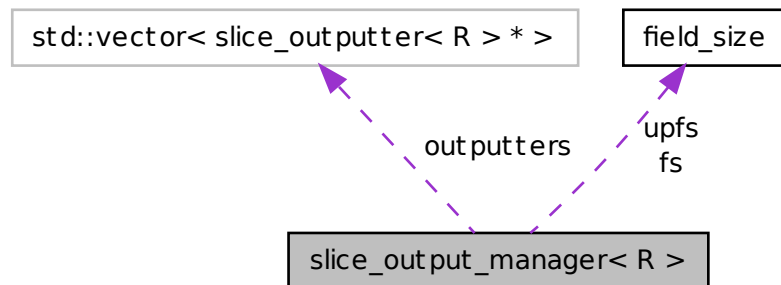 std::vector< slice_outputter< R > * >
field_size
outputters
upfs
fs
slice_output_manager< R >